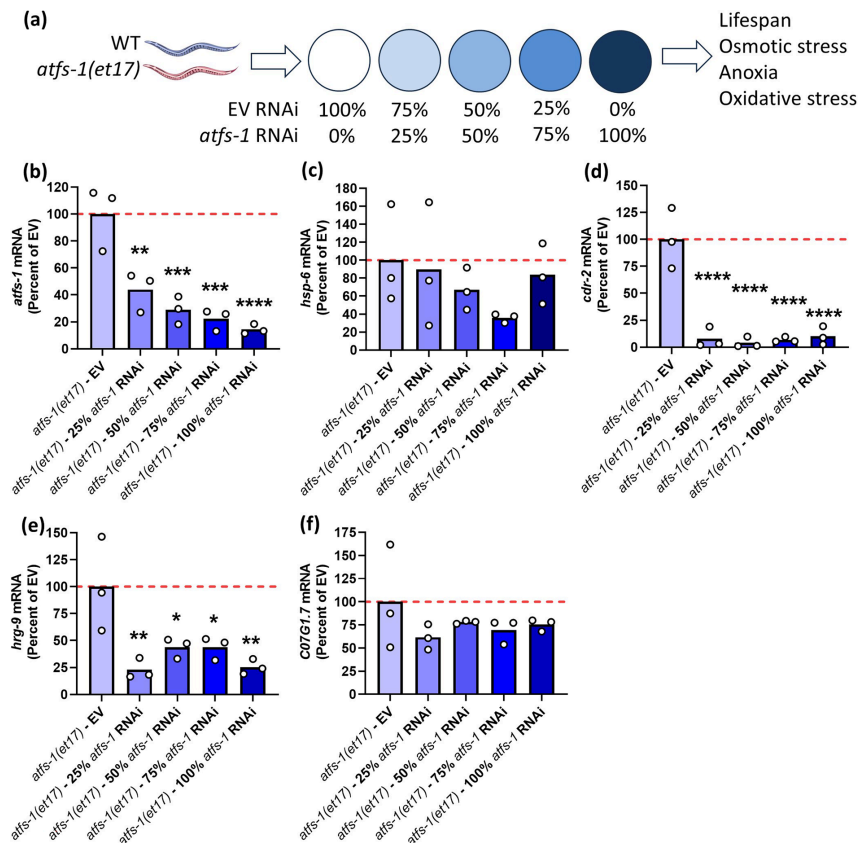 (a)
WT
atfs-1(et17)
EV RNAi 100% 75% 50% 25% 0%
atfs-1 RNAi 0% 25% 50% 75% 100%
Lifespan
Osmotic stress
Anoxia
Oxidative stress
(b)
atfs-1 mRNA
(Percent of EV)
120
100
80
60
40
20
0
**
***
***
****
atfs-1(et17) - EV
atfs-1(et17) - 25% atfs-1 RNAi
atfs-1(et17) - 50% atfs-1 RNAi
atfs-1(et17) - 75% atfs-1 RNAi
atfs-1(et17) - 100% atfs-1 RNAi
(c)
hsp-6 mRNA
(Percent of EV)
180
160
140
120
100
80
60
40
20
0
atfs-1(et17) - EV
atfs-1(et17) - 25% atfs-1 RNAi
atfs-1(et17) - 50% atfs-1 RNAi
atfs-1(et17) - 75% atfs-1 RNAi
atfs-1(et17) - 100% atfs-1 RNAi
(d)
cdr-2 mRNA
(Percent of EV)
150
125
100
75
50
25
0
****
****
****
****
atfs-1(et17) - EV
atfs-1(et17) - 25% atfs-1 RNAi
atfs-1(et17) - 50% atfs-1 RNAi
atfs-1(et17) - 75% atfs-1 RNAi
atfs-1(et17) - 100% atfs-1 RNAi
(e)
hrg-9 mRNA
(Percent of EV)
150
125
100
75
50
25
0
**
*
*
**
atfs-1(et17) - EV
atfs-1(et17) - 25% atfs-1 RNAi
atfs-1(et17) - 50% atfs-1 RNAi
atfs-1(et17) - 75% atfs-1 RNAi
atfs-1(et17) - 100% atfs-1 RNAi
(f)
C07G1.7 mRNA
(Percent of EV)
175
150
125
100
75
50
25
0
atfs-1(et17) - EV
atfs-1(et17) - 25% atfs-1 RNAi
atfs-1(et17) - 50% atfs-1 RNAi
atfs-1(et17) - 75% atfs-1 RNAi
atfs-1(et17) - 100% atfs-1 RNAi